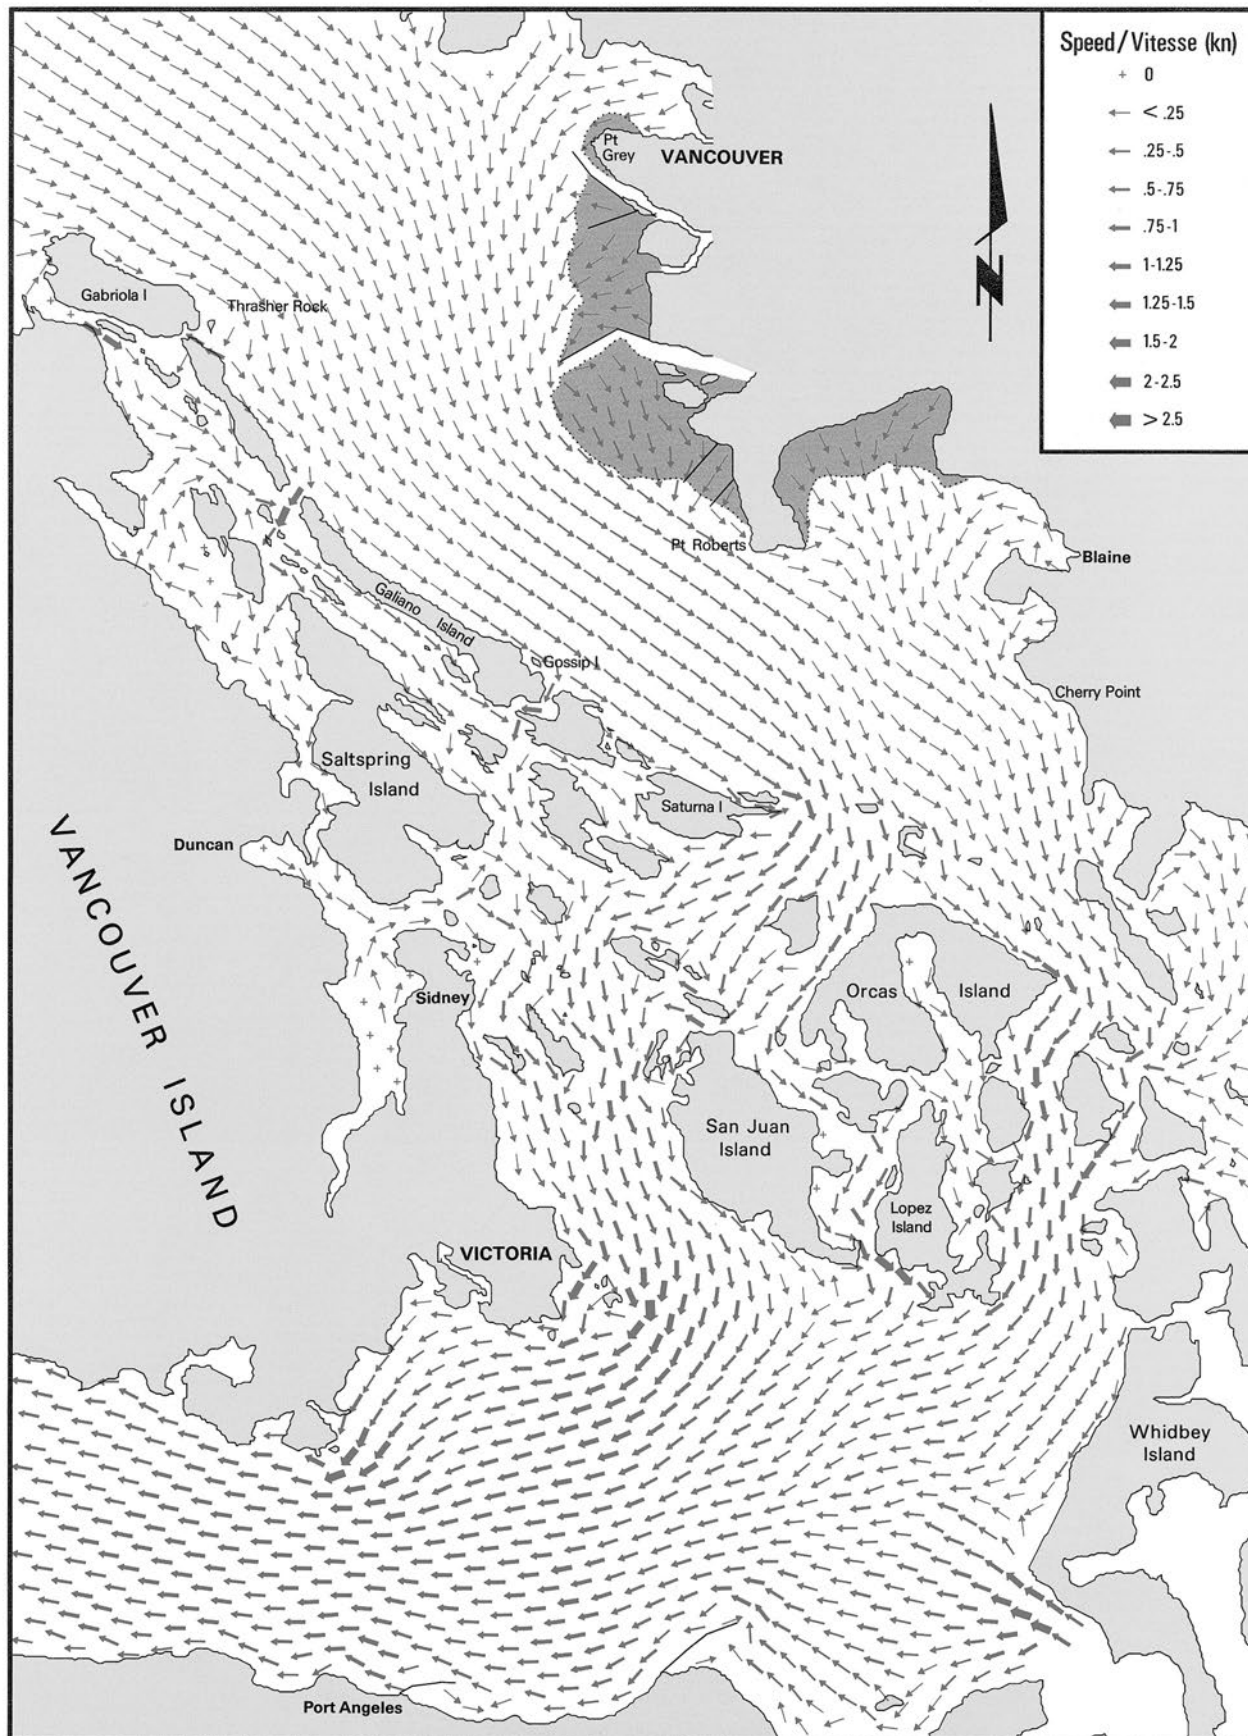 Speed/Vitesse (kn)
+ 0
< .25
.25-.5
.5-.75
.75-1
1-1.25
1.25-1.5
1.5-2
2-2.5
> 2.5
N
Pt
Grey
VANCOUVER
Gabriola I
Thrasher Rock
Pt Roberts
Blaine
Galiano
Island
Gossip I
Cherry Point
Saltspring
Island
Saturna I
Duncan
VANCOUVER ISLAND
Sidney
Orcas Island
San Juan
Island
Lopez
Island
VICTORIA
Whidbey
Island
Port Angeles